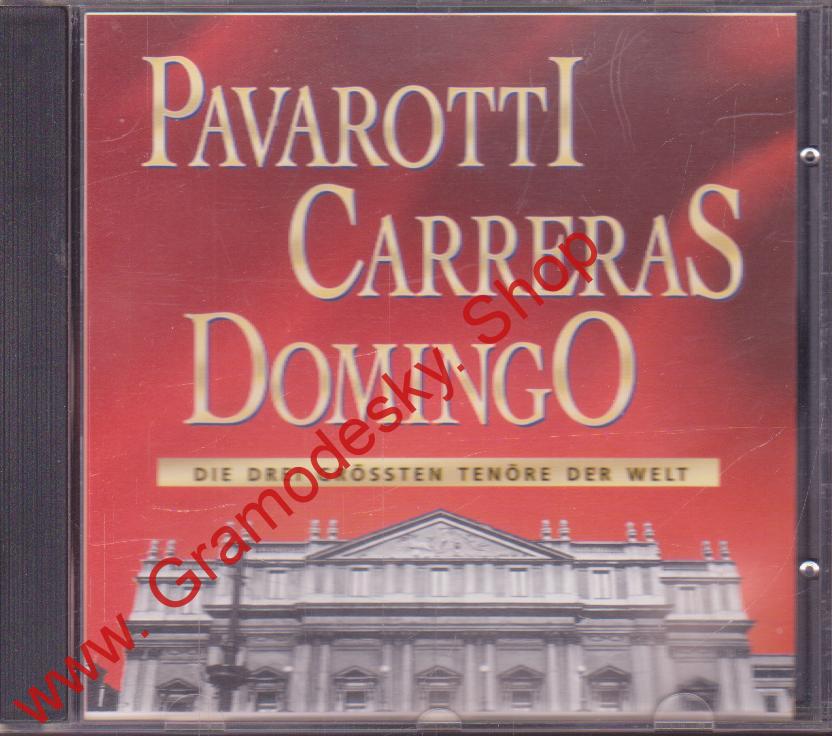 PAVAROTTI
CARRERAS
DOMINGO
DIE DREI GRÖSSTEN TENÖRE DER WELT
www. Gramodesky. Shop